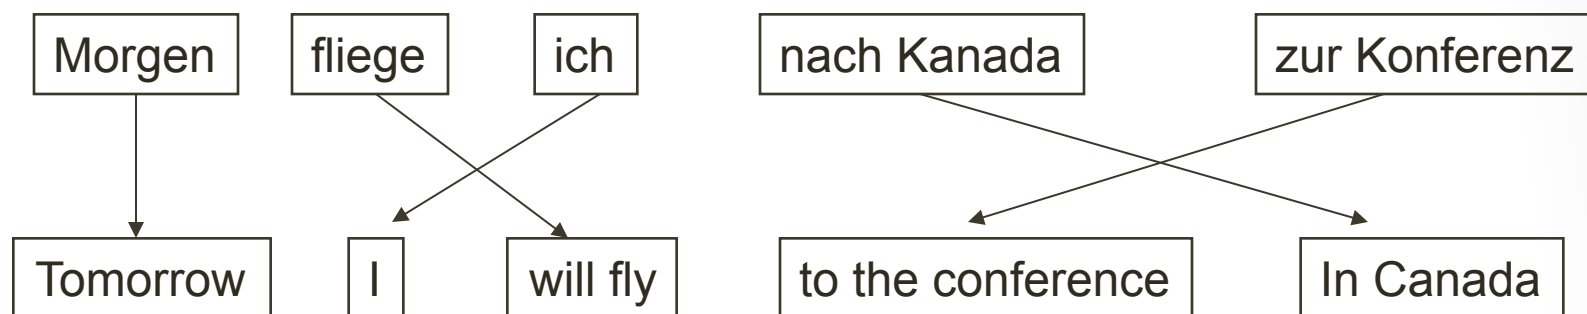 Morgen fliege ich nach Kanada zur Konferenz
Tomorrow I will fly to the conference In Canada